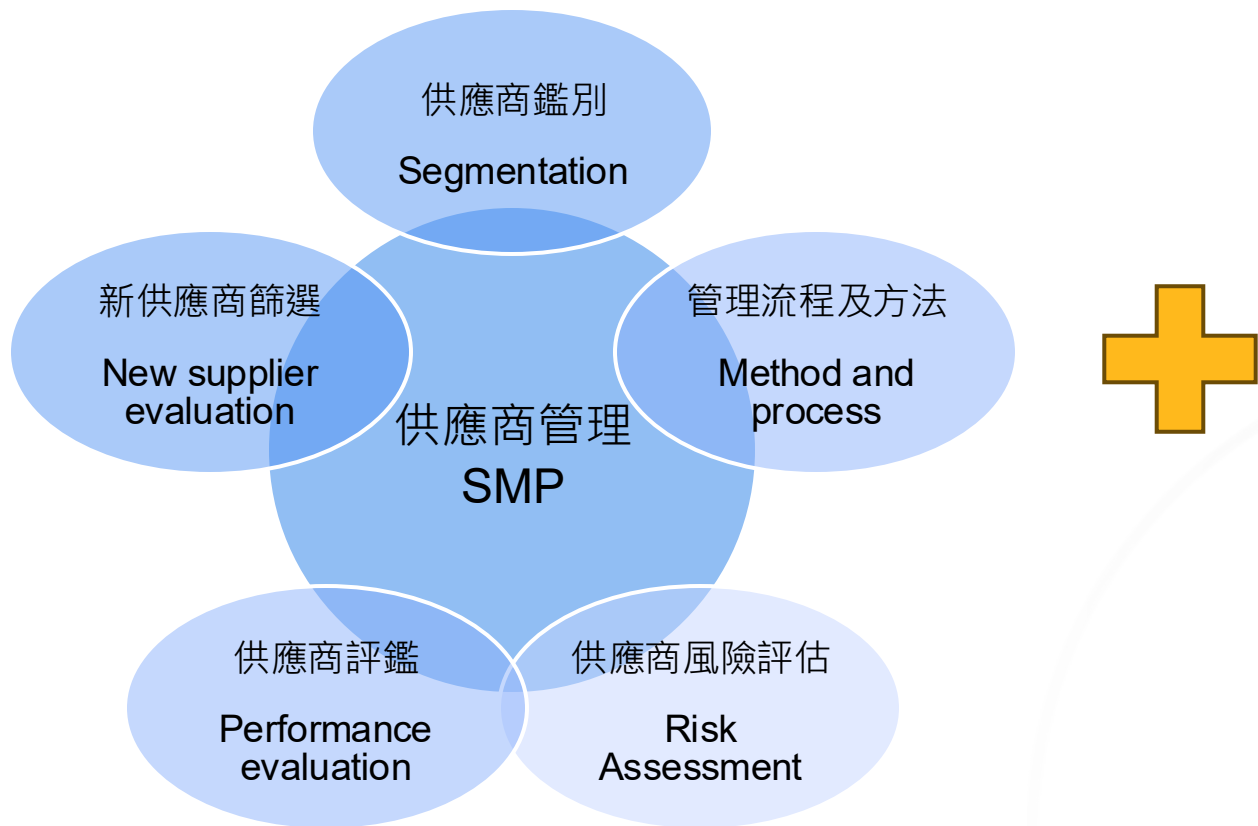 供應商鑑別
Segmentation
新供應商篩選
New supplier
evaluation
管理流程及方法
Method and
process
供應商管理
SMP
供應商評鑑
Performance
evaluation
供應商風險評估
Risk
Assessment